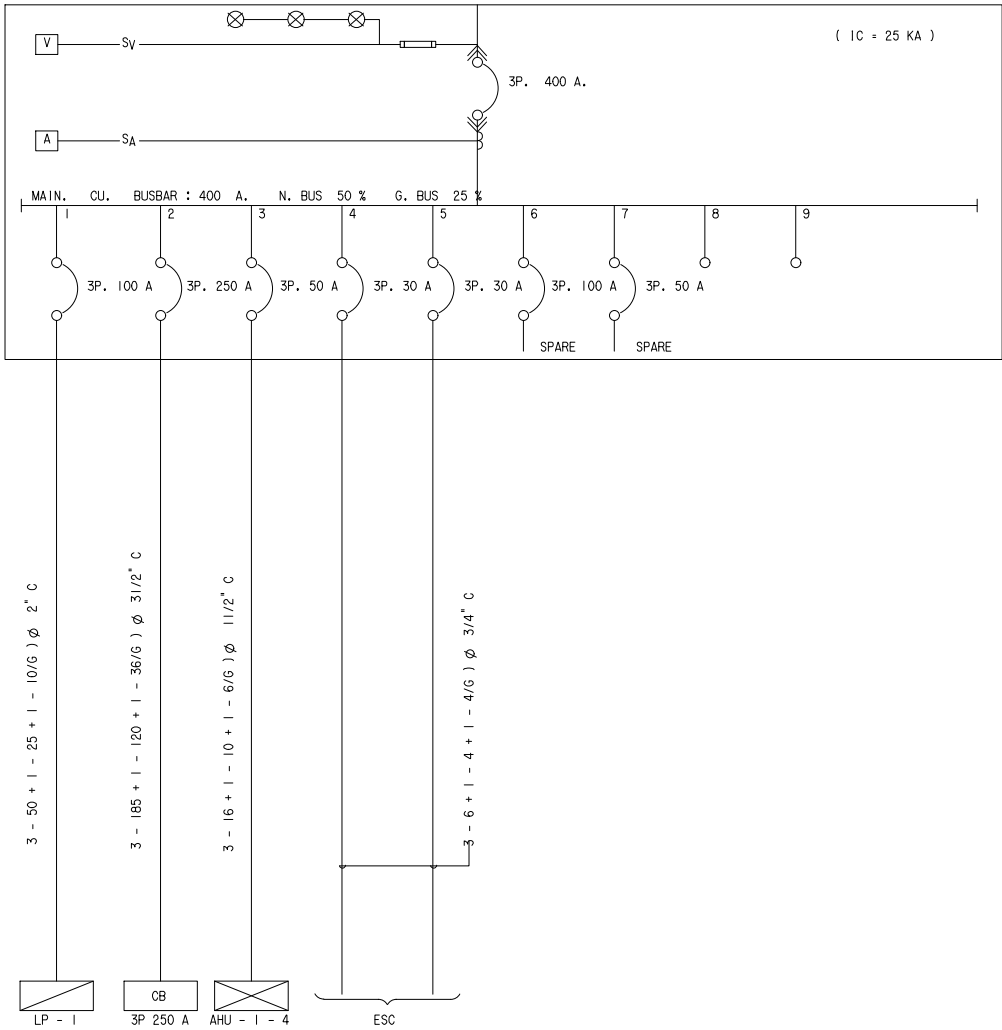 ( IC = 25 KA )
V
SV
3P. 400 A.
A
SA
MAIN. CU. BUSBAR : 400 A. N. BUS 50 % G. BUS 25 %
1 2 3 4 5 6 7 8 9
3P. 100 A 3P. 250 A 3P. 50 A 3P. 30 A 3P. 30 A 3P. 100 A 3P. 50 A
SPARE SPARE
3 - 50 + 1 - 25 + 1 - 10/G ) Ø 2" C
3 - 185 + 1 - 120 + 1 - 36/G ) Ø 31/2" C
3 - 16 + 1 - 10 + 1 - 6/G ) Ø 11/2" C
3 - 6 + 1 - 4 + 1 - 4/G ) Ø 3/4" C
CB
LP - 1 3P 250 A AHU - 1 - 4 ESC